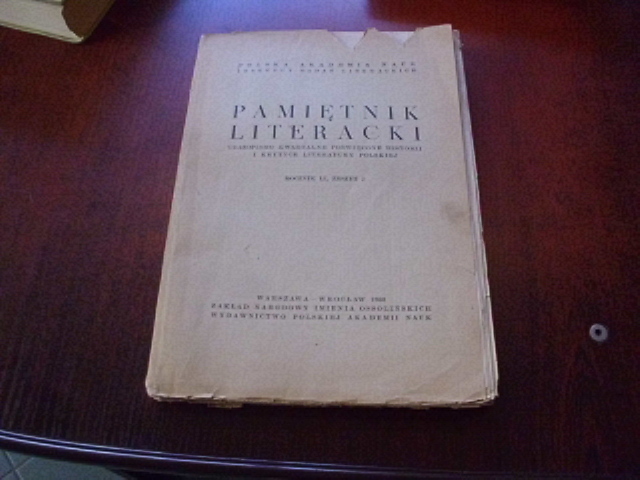 POLSKA AKADEMIA NAUK
INSTYTUT BADAŃ LITERACKICH
PAMIĘTNIK
LITERACKI
CZASOPISMO KWARTALNE POŚWIĘCONE HISTORII
I KRYTYCE LITERATURY POLSKIEJ
ROCZNIK ZESZYT
WARSZAWA – WROCŁAW
ZAKŁAD NARODOWY IMIENIA OSSOLIŃSKICH
WYDAWNICTWO POLSKIEJ AKADEMII NAUK